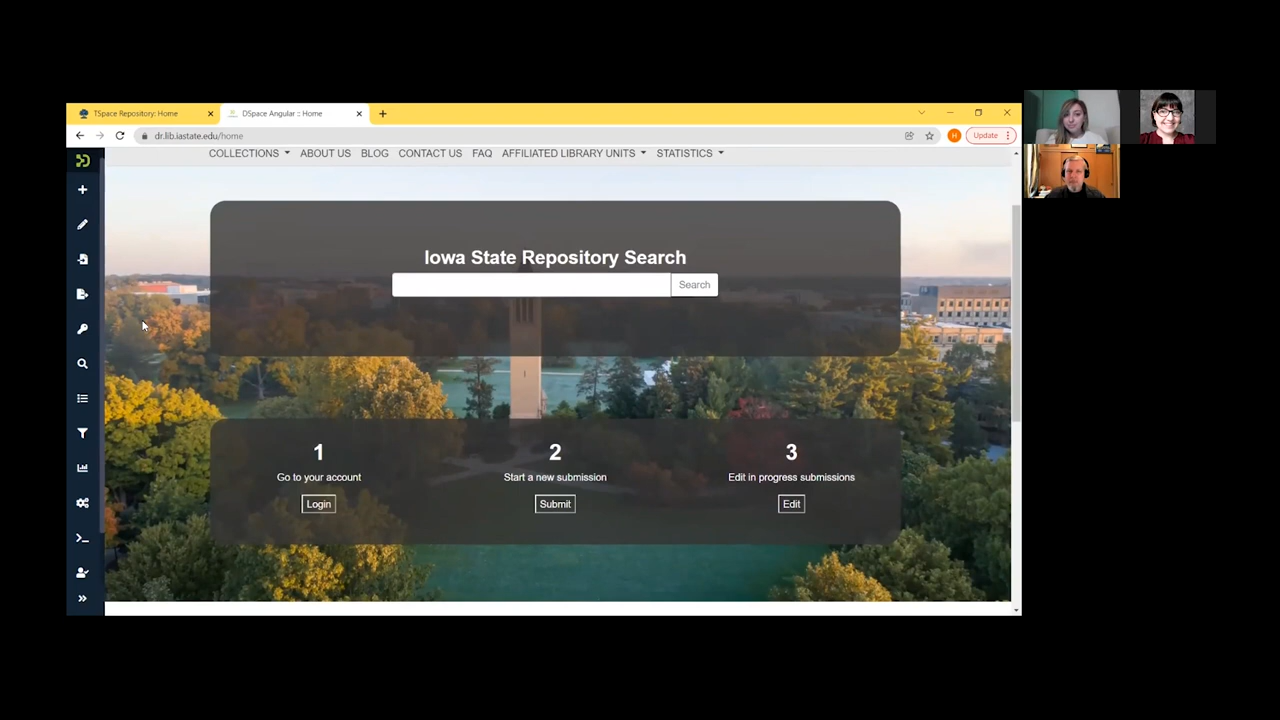 TSpace Repository: Home
DSpace Angular :: Home
dr.lib.iastate.edu/home
H
Update
COLLECTIONS ABOUT US BLOG CONTACT US FAQ AFFILIATED LIBRARY UNITS STATISTICS
Iowa State Repository Search
Search
1 2 3
Go to your account Start a new submission Edit in progress submissions
Login Submit Edit